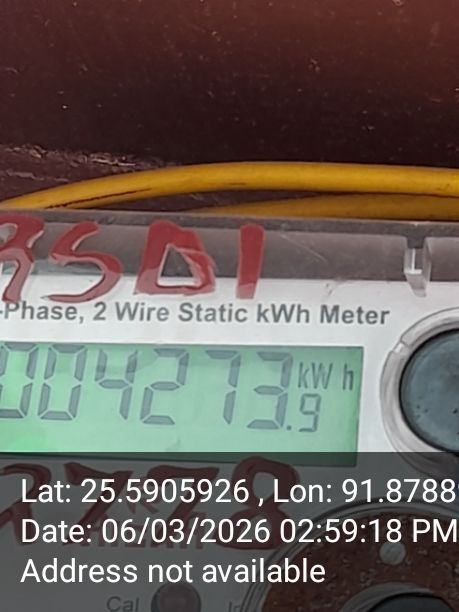 RSD1
-Phase, 2 Wire Static kWh Meter
004273.9 kWh
Lat: 25.5905926 , Lon: 91.8788
Date: 06/03/2026 02:59:18 PM
Address not available
Cal